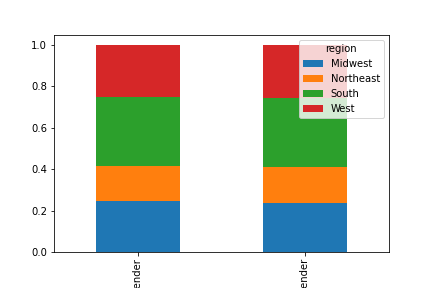 1.0
0.8
0.6
0.4
0.2
0.0
region
Midwest
Northeast
South
West
ender
ender